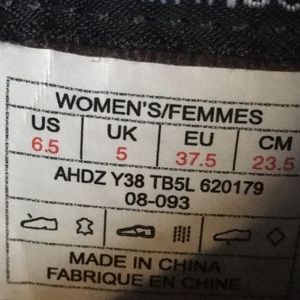 WOMEN'S/FEMMES
US UK EU CM
6.5 5 37.5 23.5
AHDZ Y38 TB5L 620179
08-093
MADE IN CHINA
FABRIQUE EN CHINE